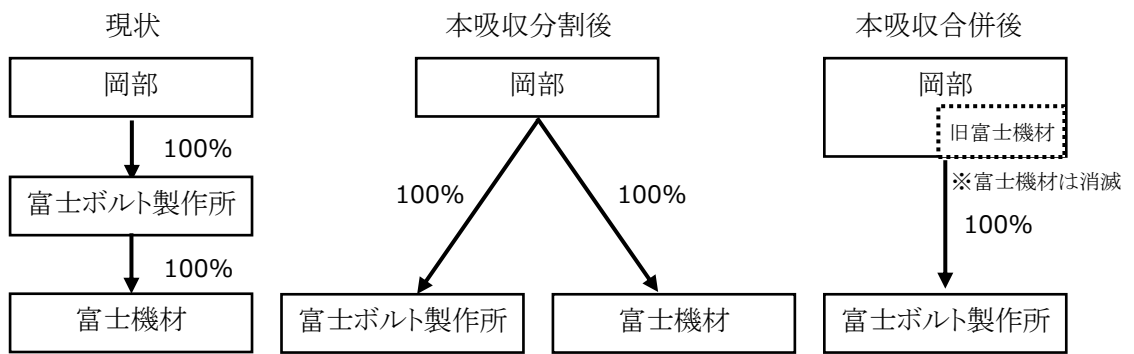 現状
岡部
100%
富士ボルト製作所
100%
富士機材
本吸収分割後
岡部
100%
100%
富士ボルト製作所
富士機材
本吸収合併後
岡部
旧富士機材
※富士機材は消滅
100%
富士ボルト製作所